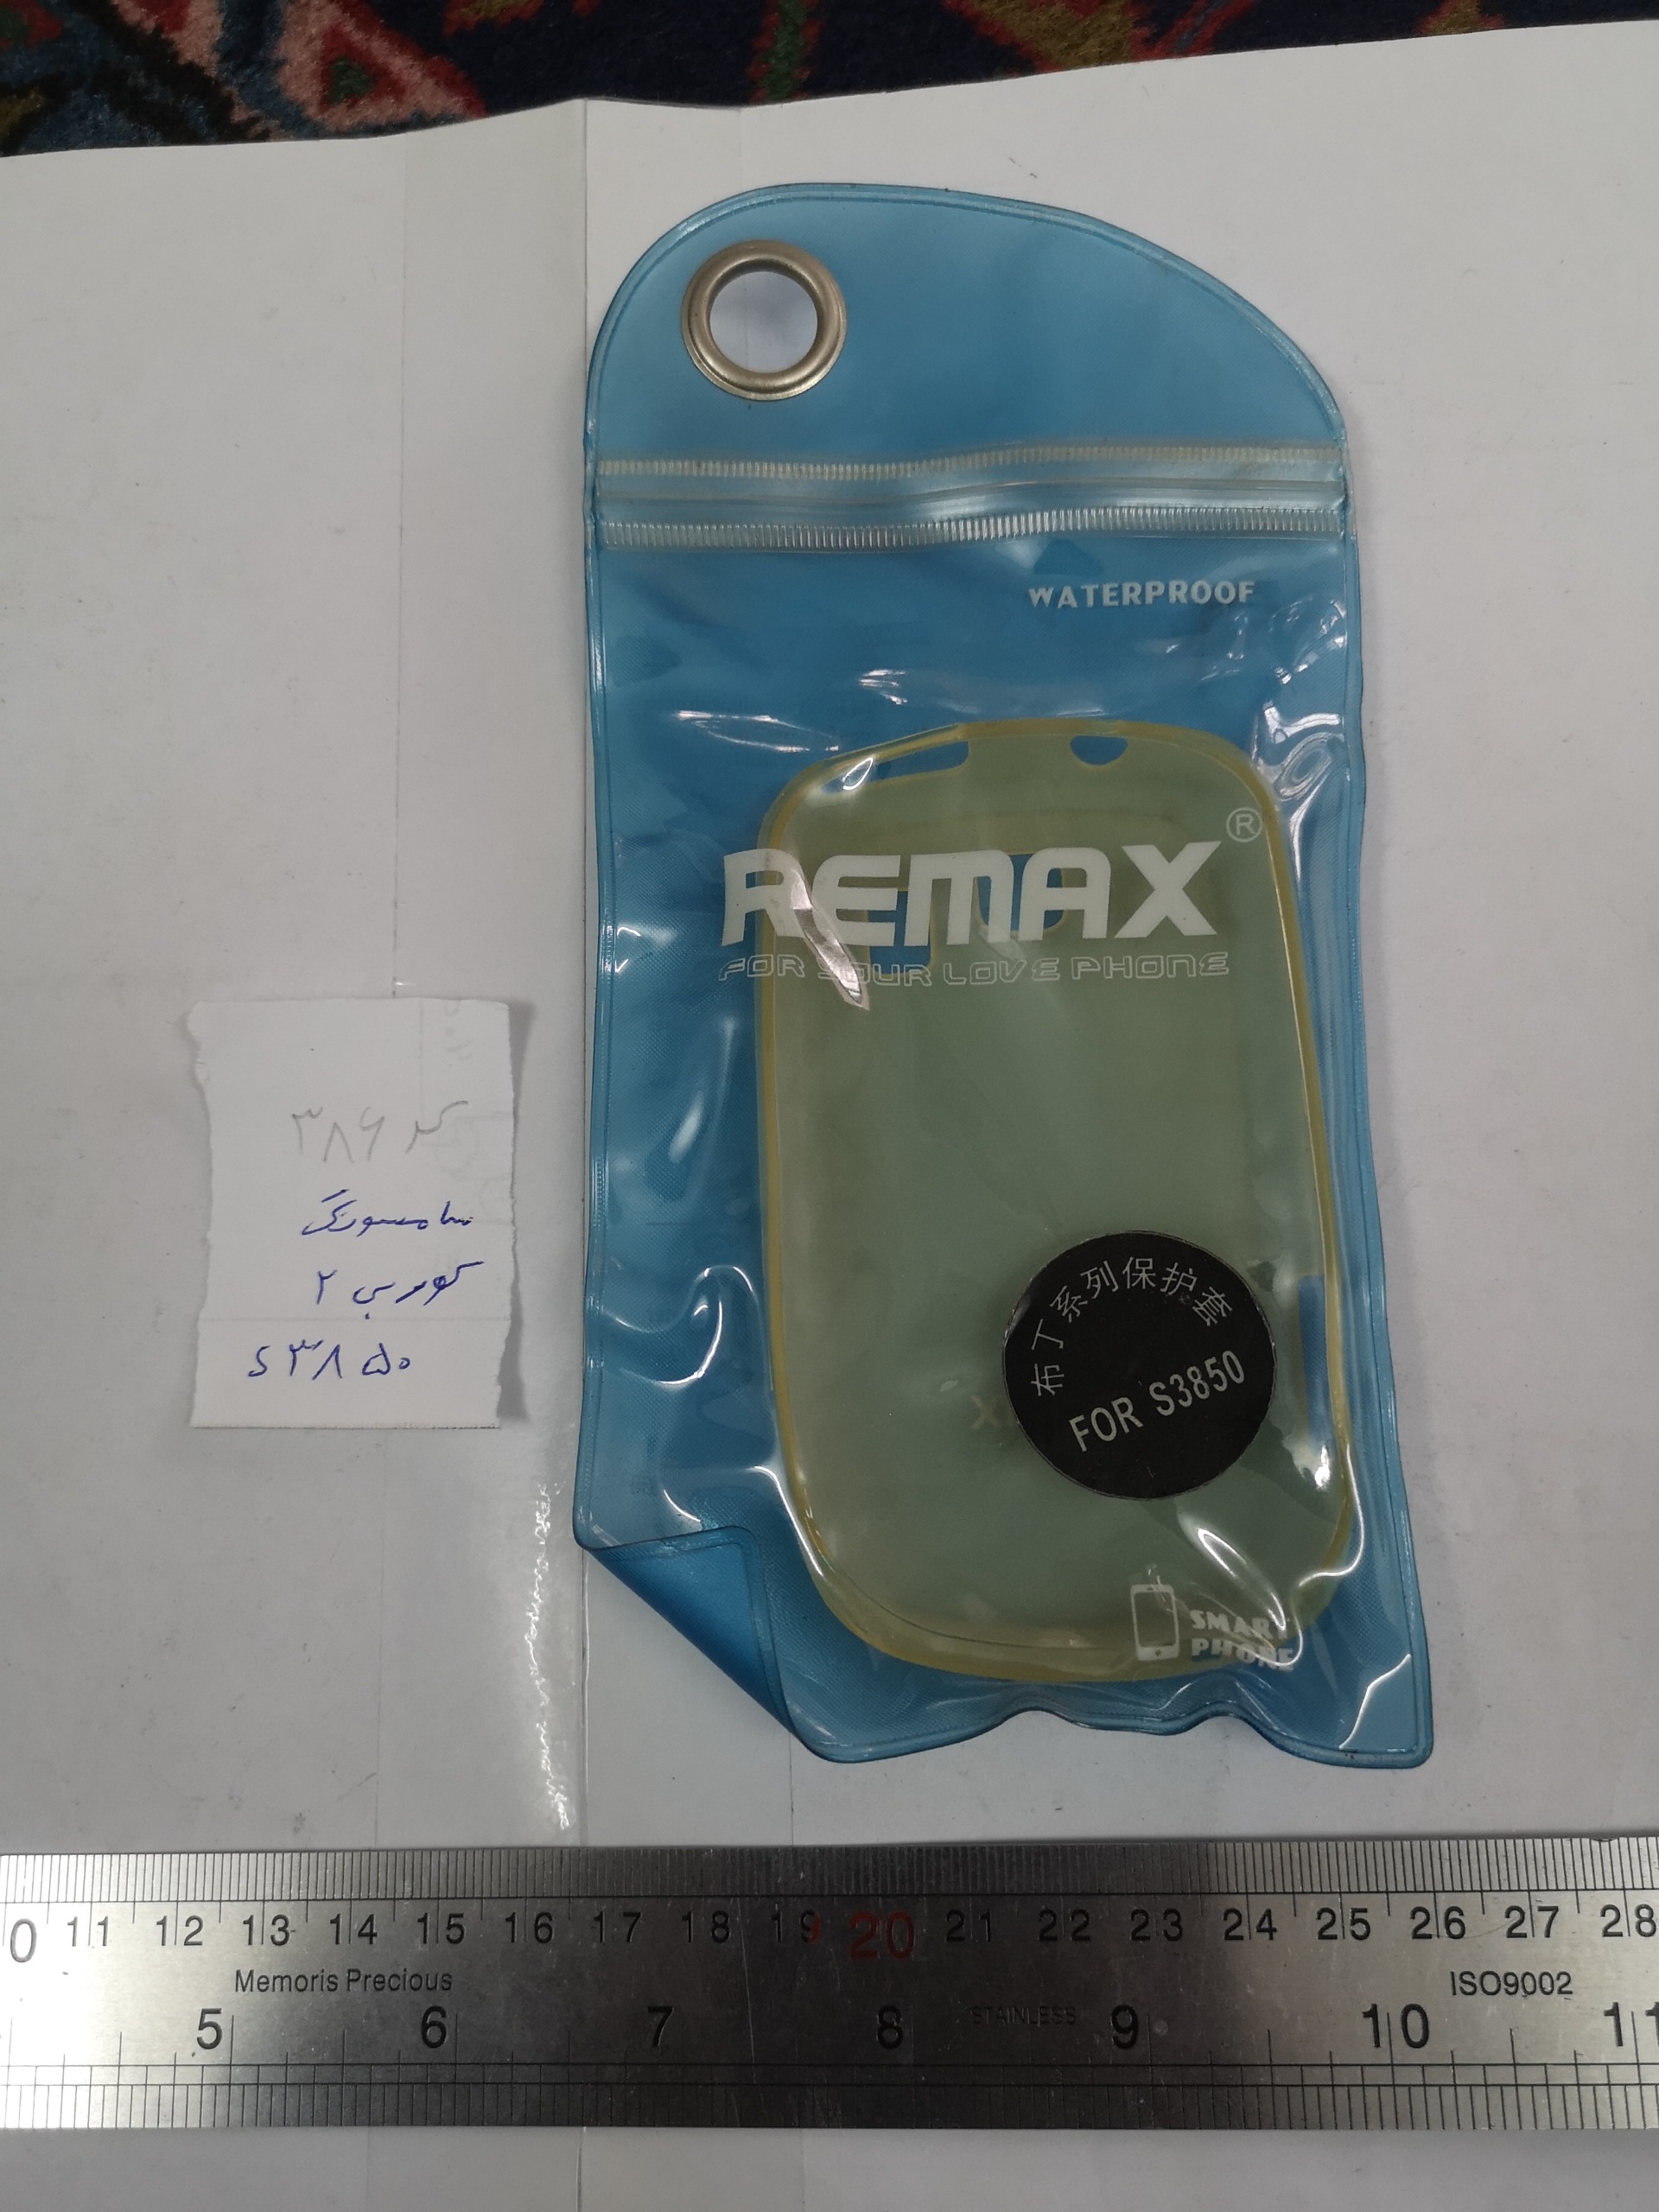 WATERPROOF
REMAX®
FOR YOUR LOVE PHONE
سامسونگ
کوربی ۲
S۳۸۵۰
布丁系列保护套
FOR S3850
SMART
PHONE
0 11 12 13 14 15 16 17 18 19 20 21 22 23 24 25 26 27 28
Memoris Precious
ISO9002
STAINLESS
5 6 7 8 9 10 11